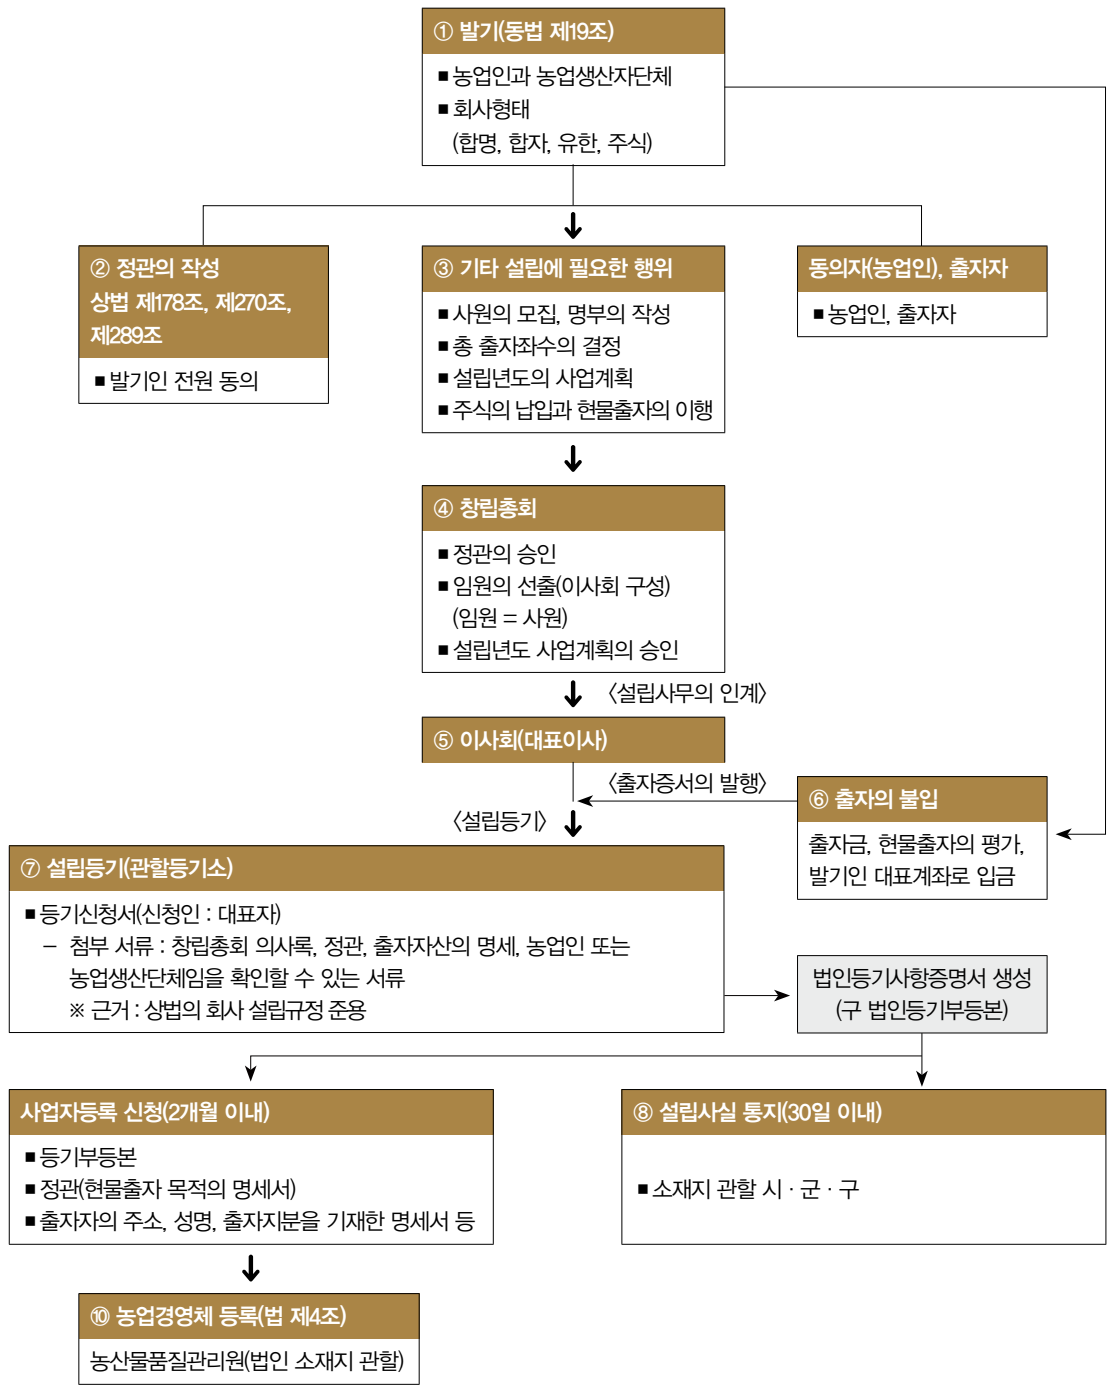 ① 발기(동법 제19조)
■ 농업인과 농업생산자단체
■ 회사형태
(합명, 합자, 유한, 주식)
② 정관의 작성
상법 제178조, 제270조,
제289조
■ 발기인 전원 동의
③ 기타 설립에 필요한 행위
■ 사원의 모집, 명부의 작성
■ 총 출자좌수의 결정
■ 설립년도의 사업계획
■ 주식의 납입과 현물출자의 이행
동의자(농업인), 출자자
■ 농업인, 출자자
④ 창립총회
■ 정관의 승인
■ 임원의 선출(이사회 구성)
(임원 = 사원)
■ 설립년도 사업계획의 승인
〈설립사무의 인계〉
⑤ 이사회(대표이사)
〈출자증서의 발행〉
⑥ 출자의 불입
출자금, 현물출자의 평가,
발기인 대표계좌로 입금
〈설립등기〉
⑦ 설립등기(관할등기소)
■ 등기신청서(신청인 : 대표자)
－ 첨부 서류 : 창립총회 의사록, 정관, 출자자산의 명세, 농업인 또는
농업생산단체임을 확인할 수 있는 서류
※ 근거 : 상법의 회사 설립규정 준용
법인등기사항증명서 생성
(구 법인등기부등본)
사업자등록 신청(2개월 이내)
■ 등기부등본
■ 정관(현물출자 목적의 명세서)
■ 출자자의 주소, 성명, 출자지분을 기재한 명세서 등
⑧ 설립사실 통지(30일 이내)
■ 소재지 관할 시 · 군 · 구
⑩ 농업경영체 등록(법 제4조)
농산물품질관리원(법인 소재지 관할)